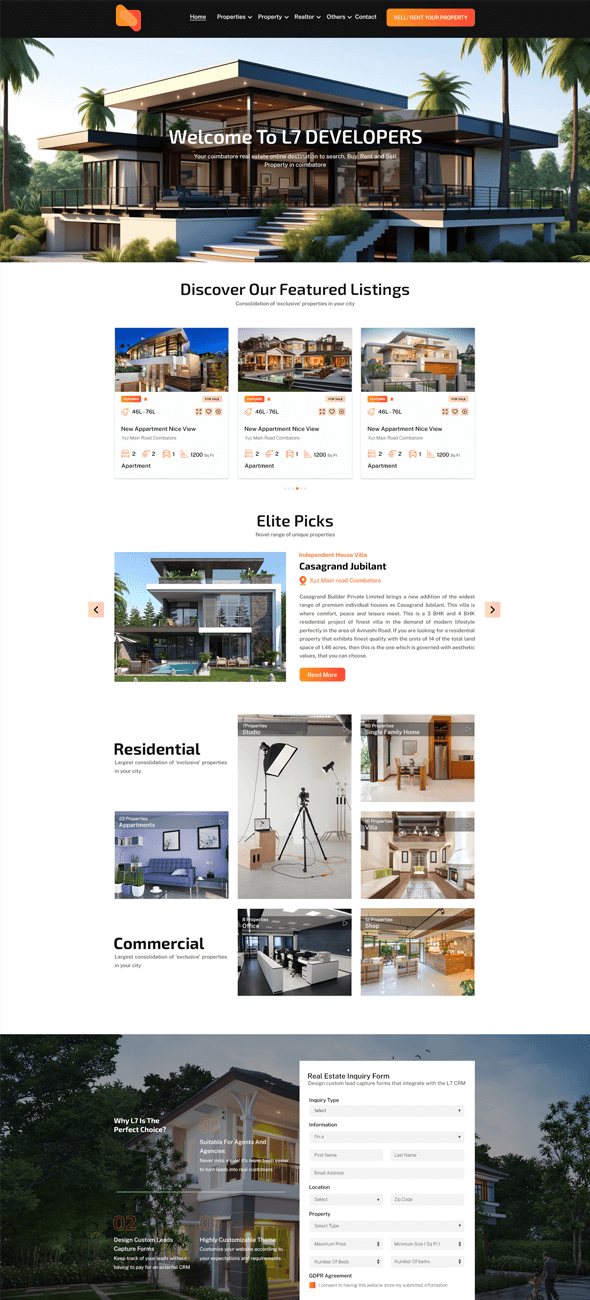 Home
Properties
Property
Realtor
Others
Contact
SELL/ RENT YOUR PROPERTY
Welcome To L7 DEVELOPERS
Your coimbatore real estate online destination to search, Buy, Rent and Sell
Property in coimbatore
Discover Our Featured Listings
Consolidation of 'exclusive' properties in your city
FEATURED
FOR SALE
46L - 76L
New Appartment Nice View
Xyz Main Road Coimbatore
2 2 1 1200 Sq.Ft
Apartment
FEATURED
FOR SALE
46L - 76L
New Appartment Nice View
Xyz Main Road Coimbatore
2 2 1 1200 Sq.Ft
Apartment
FEATURED
FOR SALE
46L - 76L
New Appartment Nice View
Xyz Main Road Coimbatore
2 2 1 1200 Sq.Ft
Apartment
Elite Picks
Novel range of unique properties
Independent House Villa
Casagrand Jubilant
Xyz Main road Coimbatore
Casagrand Builder Private Limited brings a new addition of the widest
range of premium individual houses as Casagrand Jubilant. This villa is
where comfort, peace and leisure meet. This is a 3 BHK and 4 BHK
residential project of finest villa in the demand of modern lifestyle
perfectly in the area of Avinashi Road. If you are looking for a residential
property that exhibits finest quality with the units of 14 of the total land
space of 1.46 acres, then this is the one which is governed with aesthetic
values, that you can choose.
Read More
Residential
Largest consolidation of 'exclusive' properties
in your city
7Properties
Studio
80 Properties
Single Family Home
23 Properties
Appartments
Properties
Villa
Commercial
Largest consolidation of 'exclusive' properties
in your city
8 Properties
Office
Properties
Shop
Why L7 Is The
Perfect Choice?
01
Suitable For Agents And
Agencies
Never miss a sale! It's never been easier
to turn leads into real customers
02
Design Custom Leads
Capture Forms
Keep track of your leads without
having to pay for an external CRM
03
Highly Customizable Theme
Customize your website according to
your expectations and requirements
Real Estate Inquiry Form
Design custom lead capture forms that integrate with the L7 CRM
Inquiry Type
Select
Information
I'm a
First Name
Last Name
Email Address
Location
Select
Zip Code
Property
Select Type
Maximum Price
Minimum Size ( Sq Ft )
Number Of Beds
Number Of baths
GDPR Agreement
I consent to having this website store my submitted information